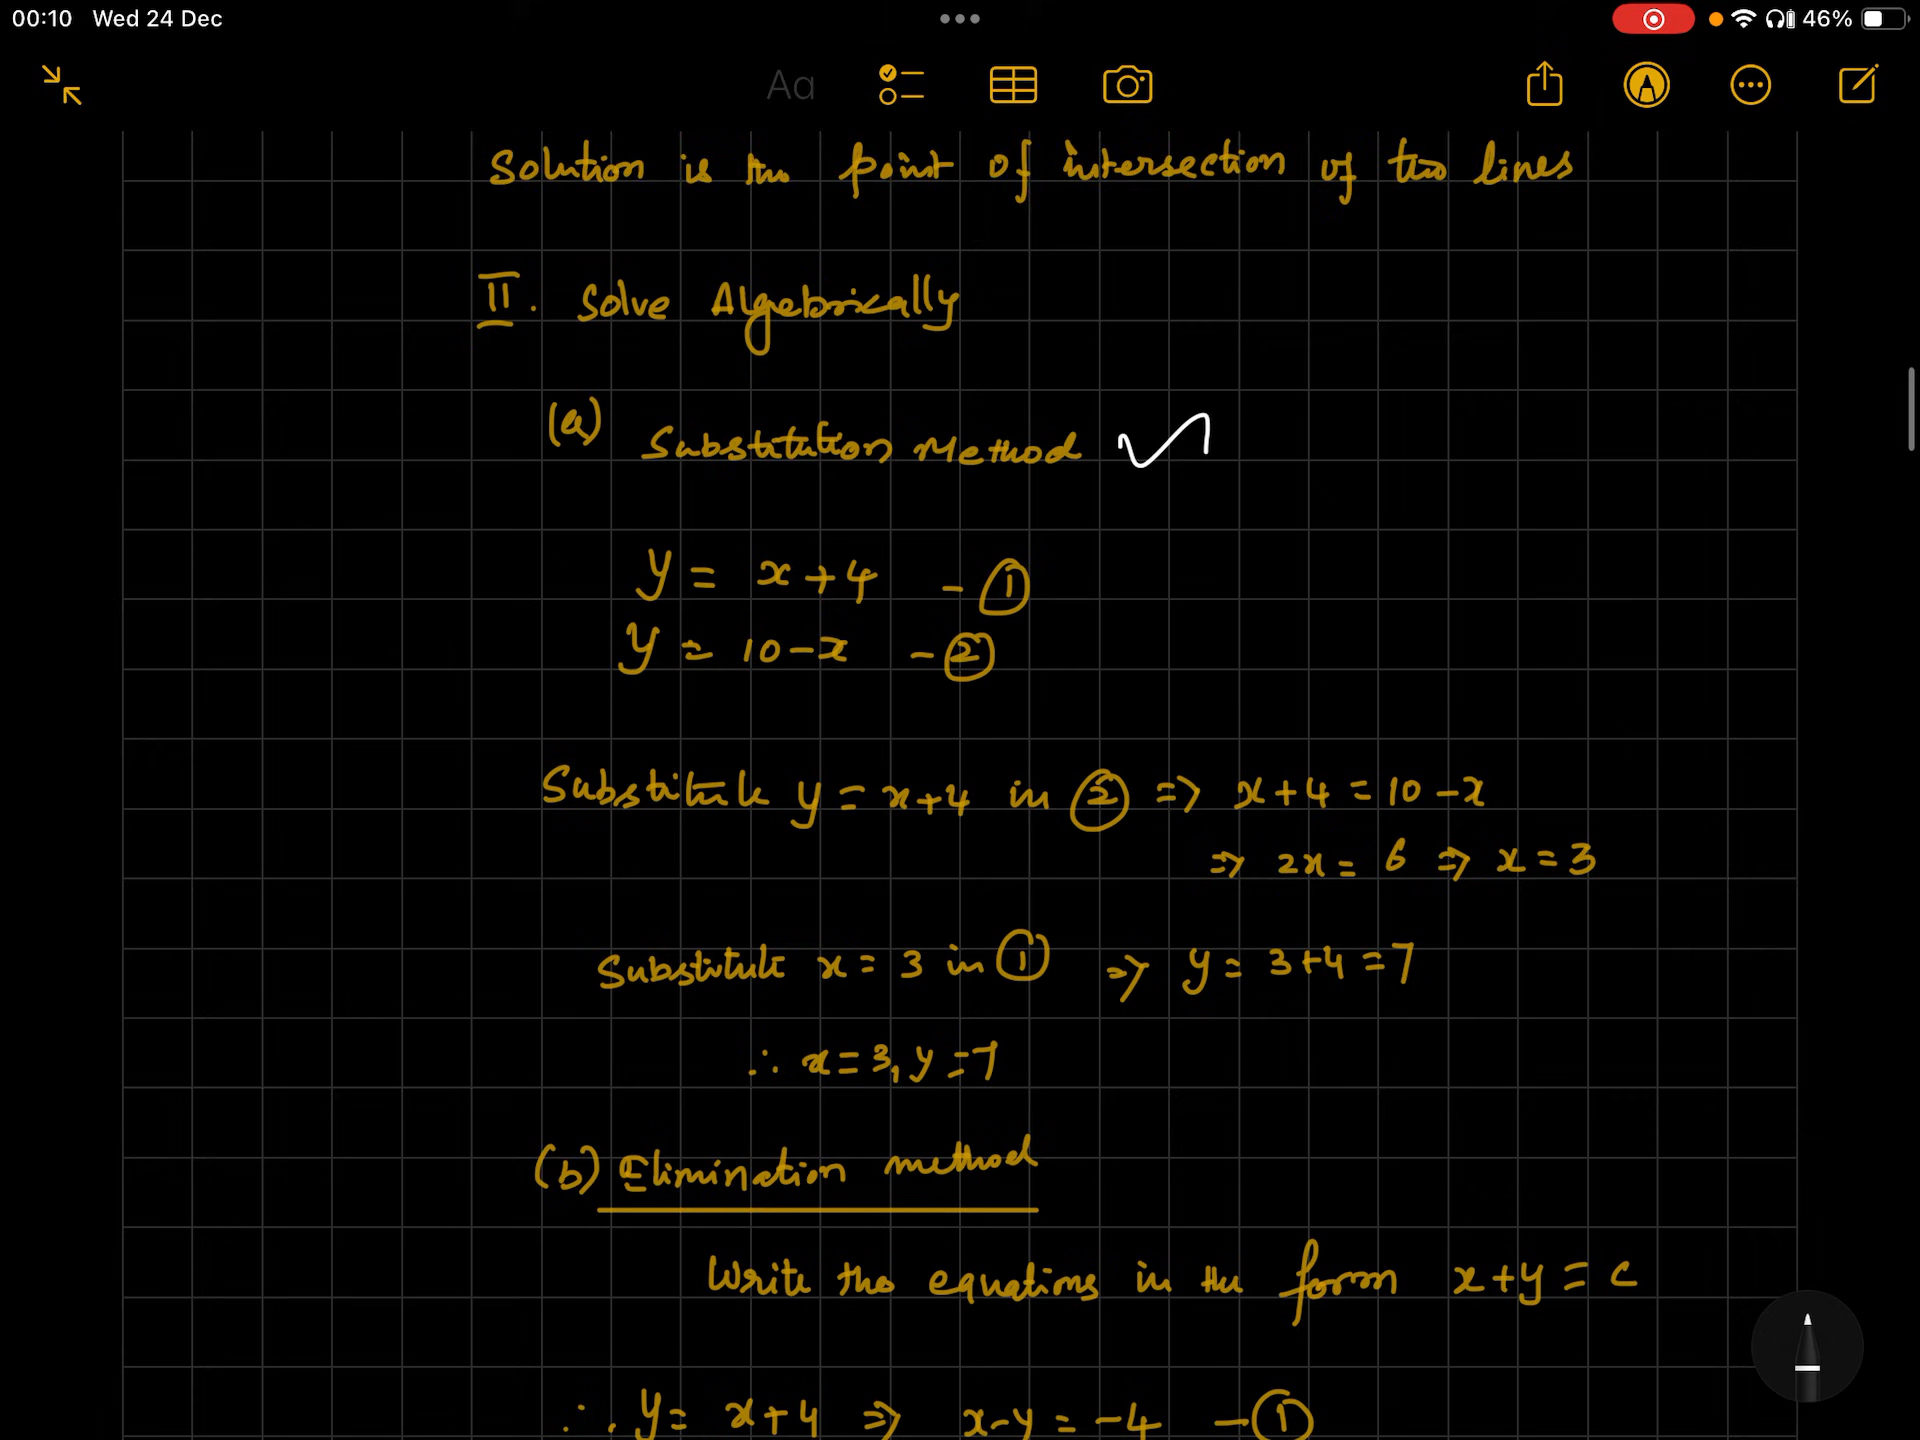 00:10 Wed 24 Dec
46%
Aa
Solution is the point of intersection of two lines
II. Solve Algebrically
(a) Substitution Method
y = x+4 - ①
y = 10-x - ②
Substitute y = x+4 in ② => x+4 = 10-x
=> 2x = 6 => x = 3
Substitute x = 3 in ① => y = 3+4 = 7
∴ x=3, y=7
(b) Elimination method
Write the equations in the form x+y = c
∴ y = x+4 => x-y = -4 - ①